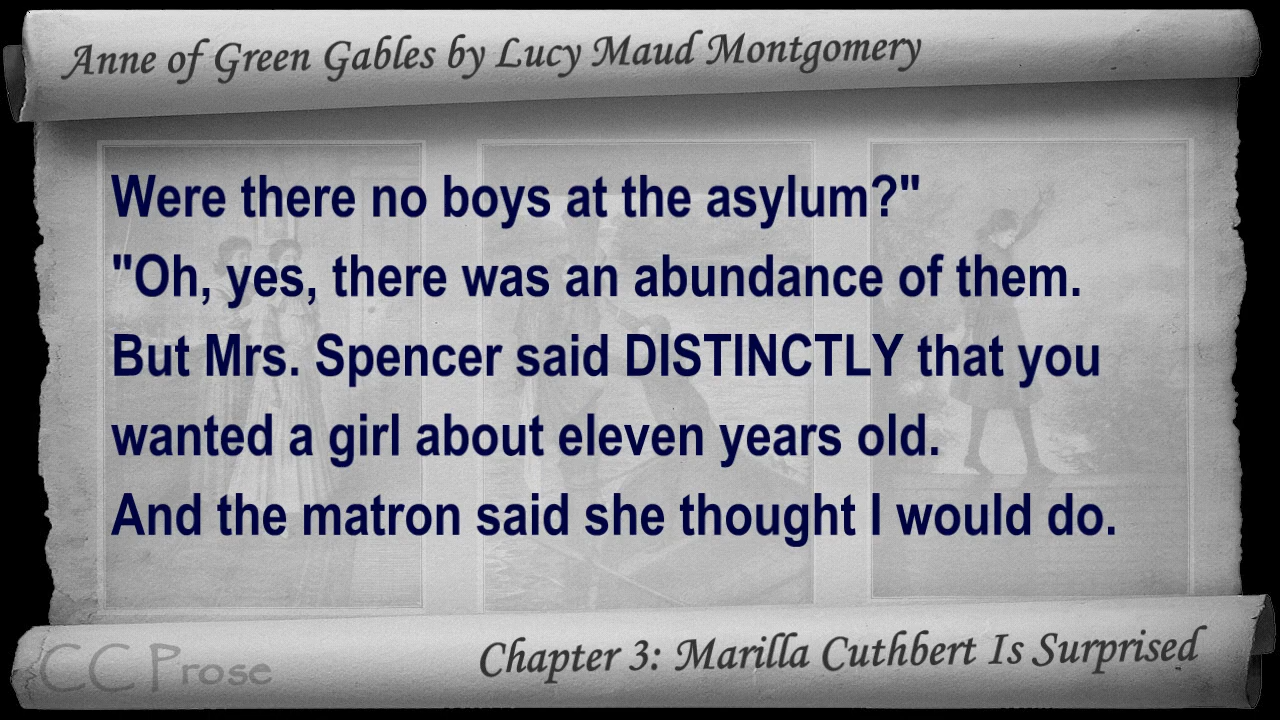 Anne of Green Gables by Lucy Maud Montgomery
Were there no boys at the asylum?"
"Oh, yes, there was an abundance of them.
But Mrs. Spencer said DISTINCTLY that you
wanted a girl about eleven years old.
And the matron said she thought I would do.
Chapter 3: Marilla Cuthbert Is Surprised
CC Prose